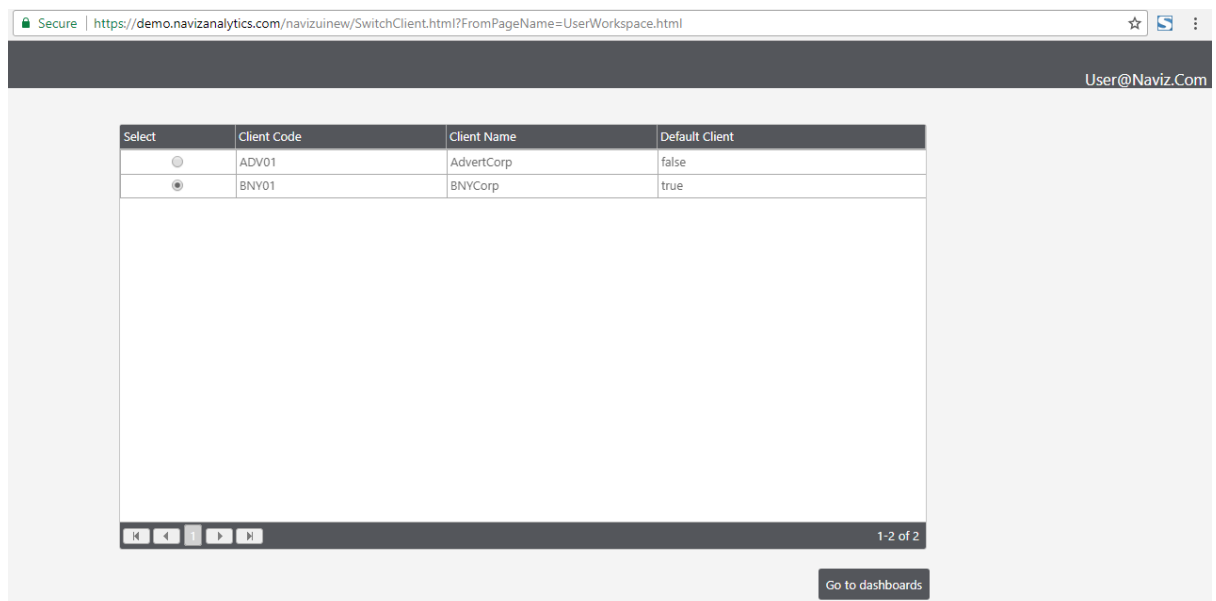 Secure | https://demo.navizanalytics.com/navizuinew/SwitchClient.html?FromPageName=UserWorkspace.html
User@Naviz.Com
Select Client Code Client Name Default Client
ADV01 AdvertCorp false
BNY01 BNYCorp true
1 1-2 of 2
Go to dashboards